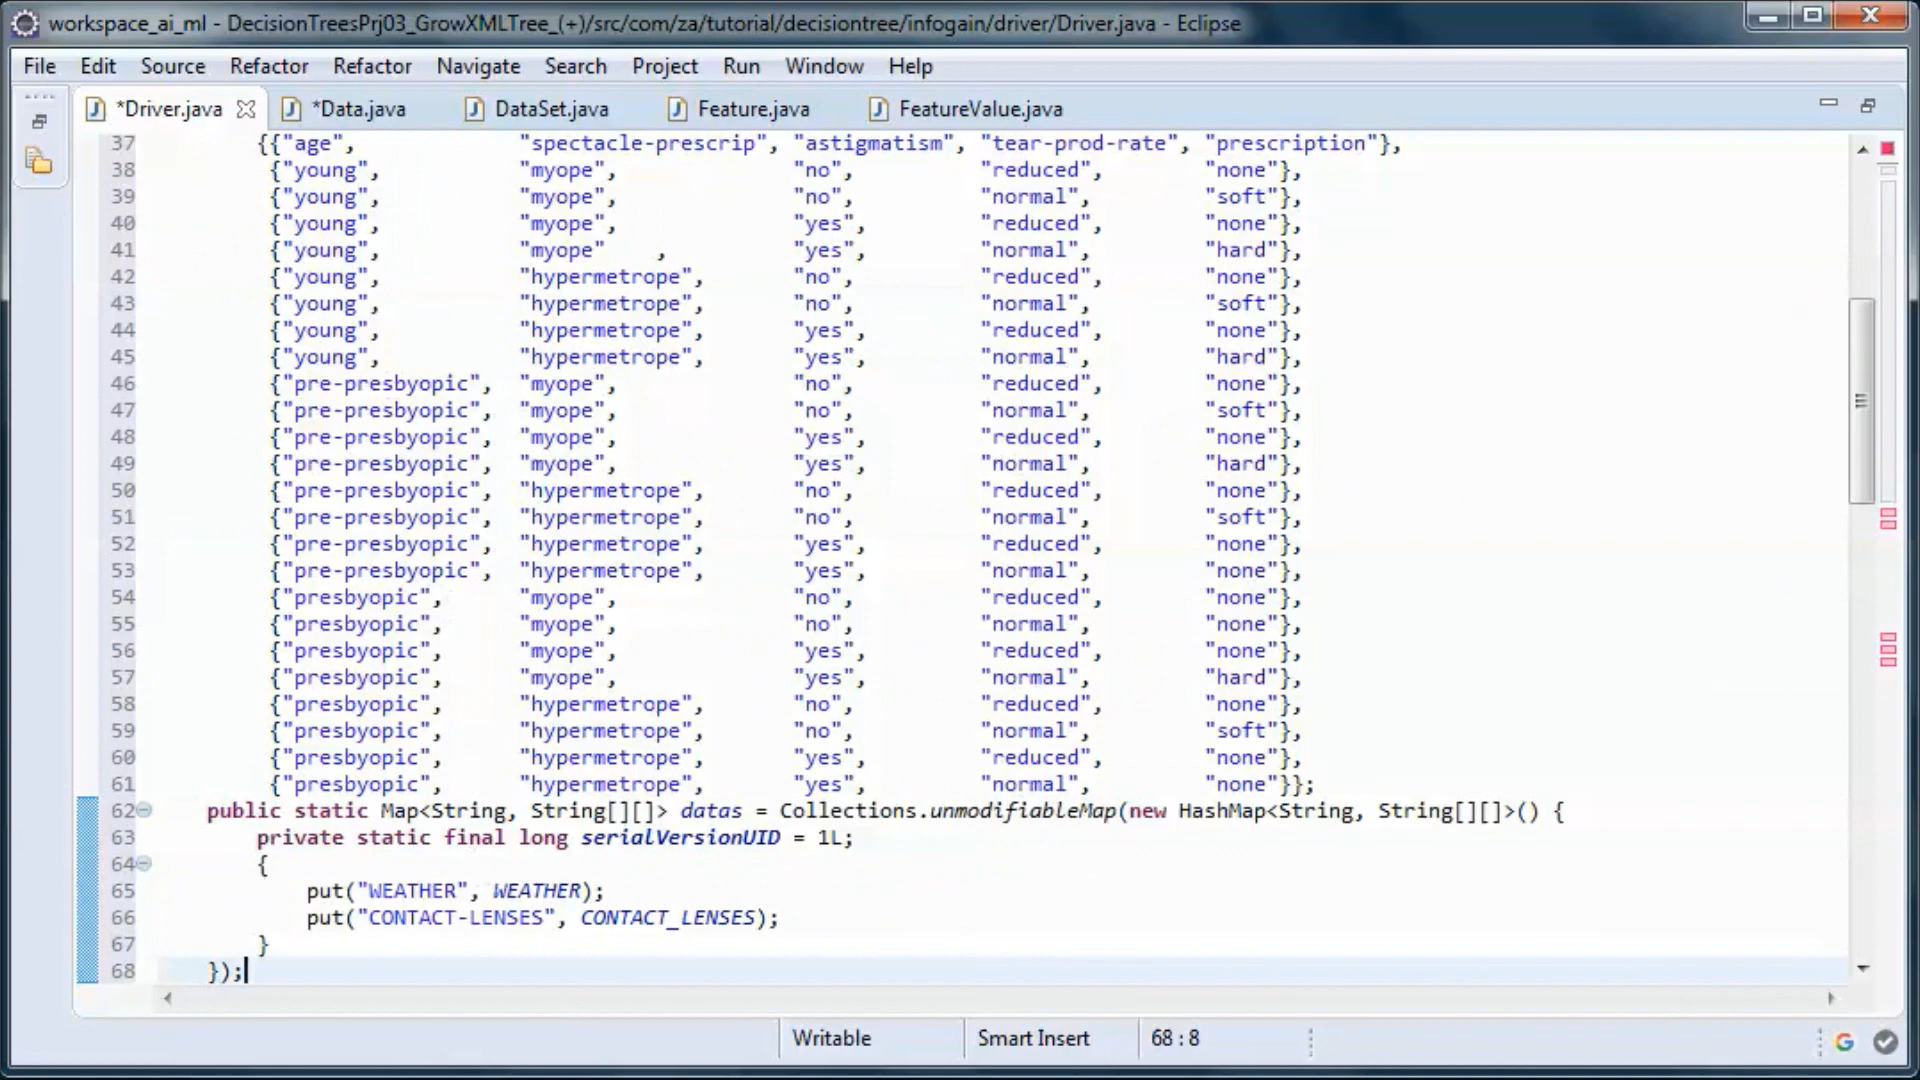 workspace_ai_ml - DecisionTreesPrj03_GrowXMLTree_(+)/src/com/za/tutorial/decisiontree/infogain/driver/Driver.java - Eclipse
File Edit Source Refactor Refactor Navigate Search Project Run Window Help
*Driver.java *Data.java DataSet.java Feature.java FeatureValue.java
37 {{"age", "spectacle-prescrip", "astigmatism", "tear-prod-rate", "prescription"},
38 {"young", "myope", "no", "reduced", "none"},
39 {"young", "myope", "no", "normal", "soft"},
40 {"young", "myope", "yes", "reduced", "none"},
41 {"young", "myope" , "yes", "normal", "hard"},
42 {"young", "hypermetrope", "no", "reduced", "none"},
43 {"young", "hypermetrope", "no", "normal", "soft"},
44 {"young", "hypermetrope", "yes", "reduced", "none"},
45 {"young", "hypermetrope", "yes", "normal", "hard"},
46 {"pre-presbyopic", "myope", "no", "reduced", "none"},
47 {"pre-presbyopic", "myope", "no", "normal", "soft"},
48 {"pre-presbyopic", "myope", "yes", "reduced", "none"},
49 {"pre-presbyopic", "myope", "yes", "normal", "hard"},
50 {"pre-presbyopic", "hypermetrope", "no", "reduced", "none"},
51 {"pre-presbyopic", "hypermetrope", "no", "normal", "soft"},
52 {"pre-presbyopic", "hypermetrope", "yes", "reduced", "none"},
53 {"pre-presbyopic", "hypermetrope", "yes", "normal", "none"},
54 {"presbyopic", "myope", "no", "reduced", "none"},
55 {"presbyopic", "myope", "no", "normal", "none"},
56 {"presbyopic", "myope", "yes", "reduced", "none"},
57 {"presbyopic", "myope", "yes", "normal", "hard"},
58 {"presbyopic", "hypermetrope", "no", "reduced", "none"},
59 {"presbyopic", "hypermetrope", "no", "normal", "soft"},
60 {"presbyopic", "hypermetrope", "yes", "reduced", "none"},
61 {"presbyopic", "hypermetrope", "yes", "normal", "none"}};
62 public static Map<String, String[][]> datas = Collections.unmodifiableMap(new HashMap<String, String[][]>() {
63 private static final long serialVersionUID = 1L;
64 {
65 put("WEATHER", WEATHER);
66 put("CONTACT-LENSES", CONTACT_LENSES);
67 }
68 });
Writable Smart Insert 68 : 8